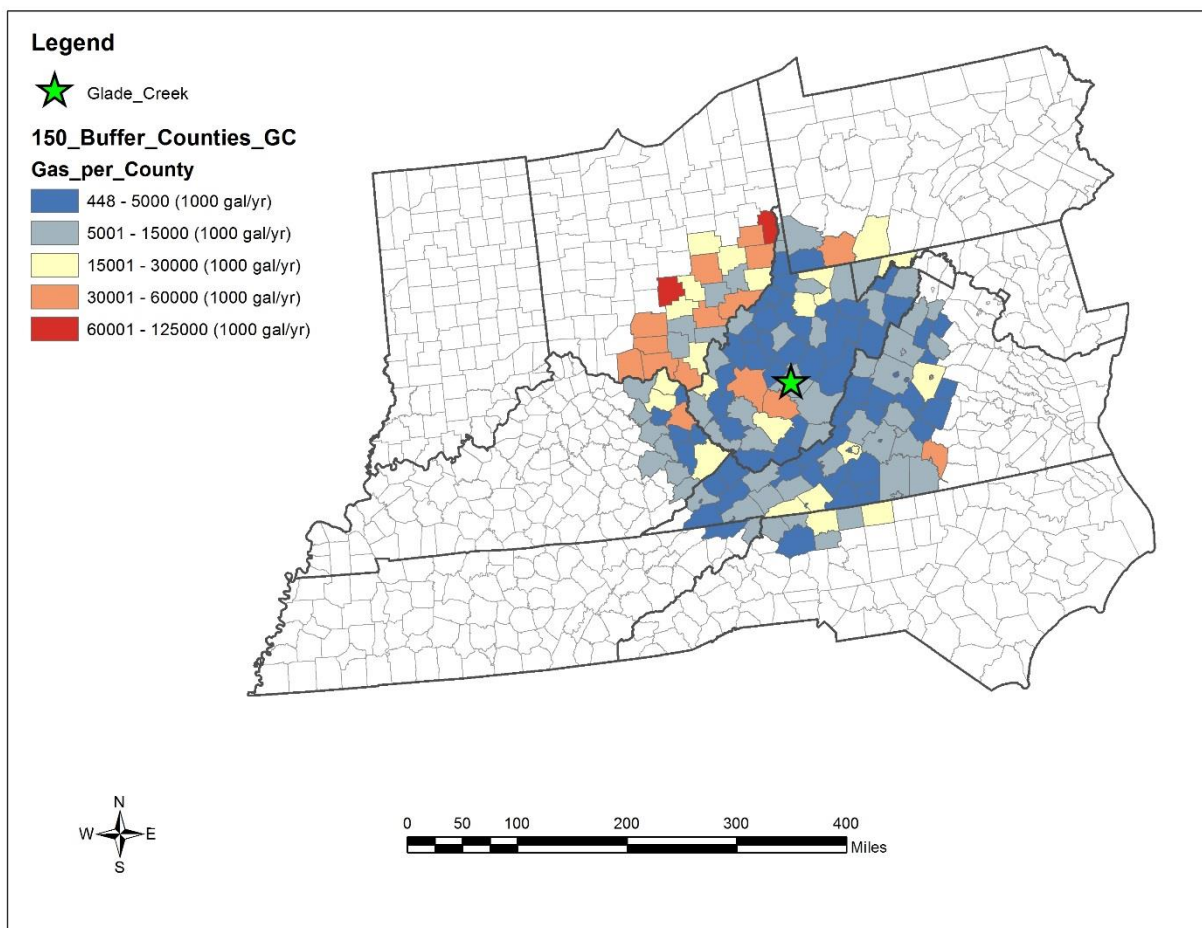 Legend
Glade_Creek
150_Buffer_Counties_GC
Gas_per_County
448 - 5000 (1000 gal/yr)
5001 - 15000 (1000 gal/yr)
15001 - 30000 (1000 gal/yr)
30001 - 60000 (1000 gal/yr)
60001 - 125000 (1000 gal/yr)
N
W E
S
0 50 100 200 300 400
Miles